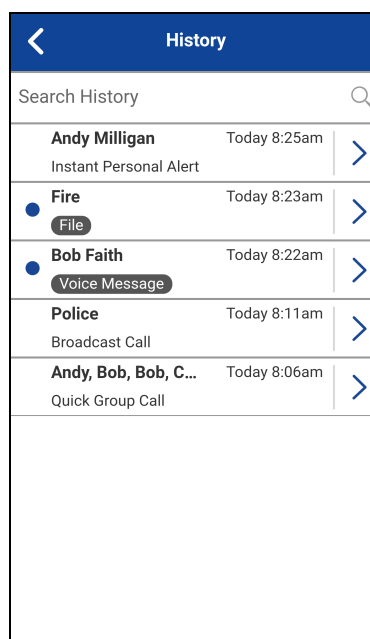 History
Search History
Andy Milligan Today 8:25am
Instant Personal Alert
Fire Today 8:23am
File
Bob Faith Today 8:22am
Voice Message
Police Today 8:11am
Broadcast Call
Andy, Bob, Bob, C... Today 8:06am
Quick Group Call